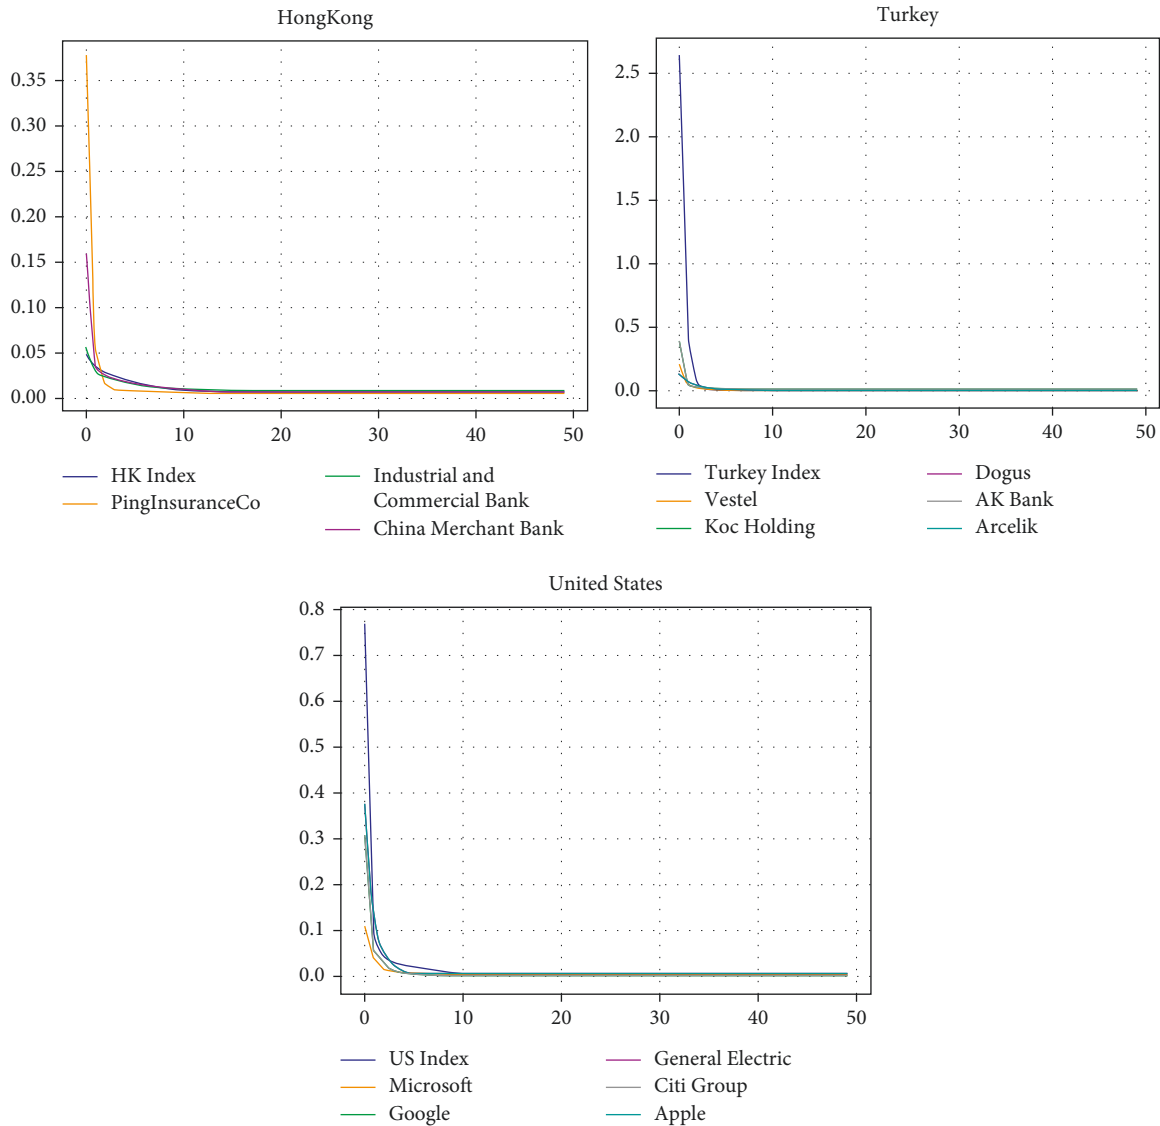 HongKong
0.35
0.30
0.25
0.20
0.15
0.10
0.05
0.00
0 10 20 30 40 50
HK Index
PingInsuranceCo
Industrial and
Commercial Bank
China Merchant Bank
Turkey
2.5
2.0
1.5
1.0
0.5
0.0
0 10 20 30 40 50
Turkey Index
Vestel
Koc Holding
Dogus
AK Bank
Arcelik
United States
0.8
0.7
0.6
0.5
0.4
0.3
0.2
0.1
0.0
0 10 20 30 40 50
US Index
Microsoft
Google
General Electric
Citi Group
Apple